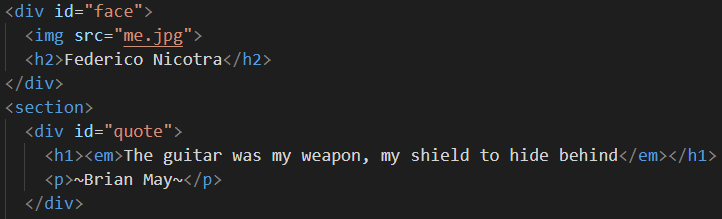 <div id="face">
<img src="me.jpg">
<h2>Federico Nicotra</h2>
</div>
<section>
<div id="quote">
<h1><em>The guitar was my weapon, my shield to hide behind</em></h1>
<p>~Brian May~</p>
</div>